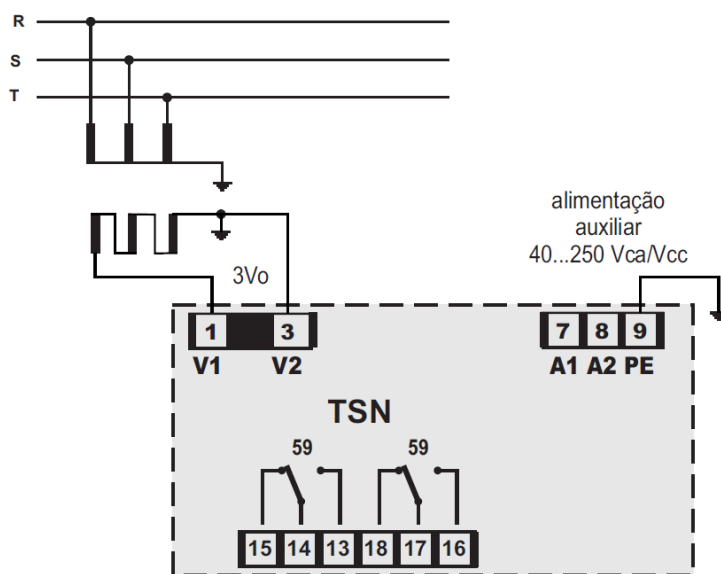 R
S
T
alimentação
auxiliar
40...250 Vca/Vcc
3Vo
1 3
7 8 9
V1 V2
A1 A2 PE
TSN
59 59
15 14 13 18 17 16